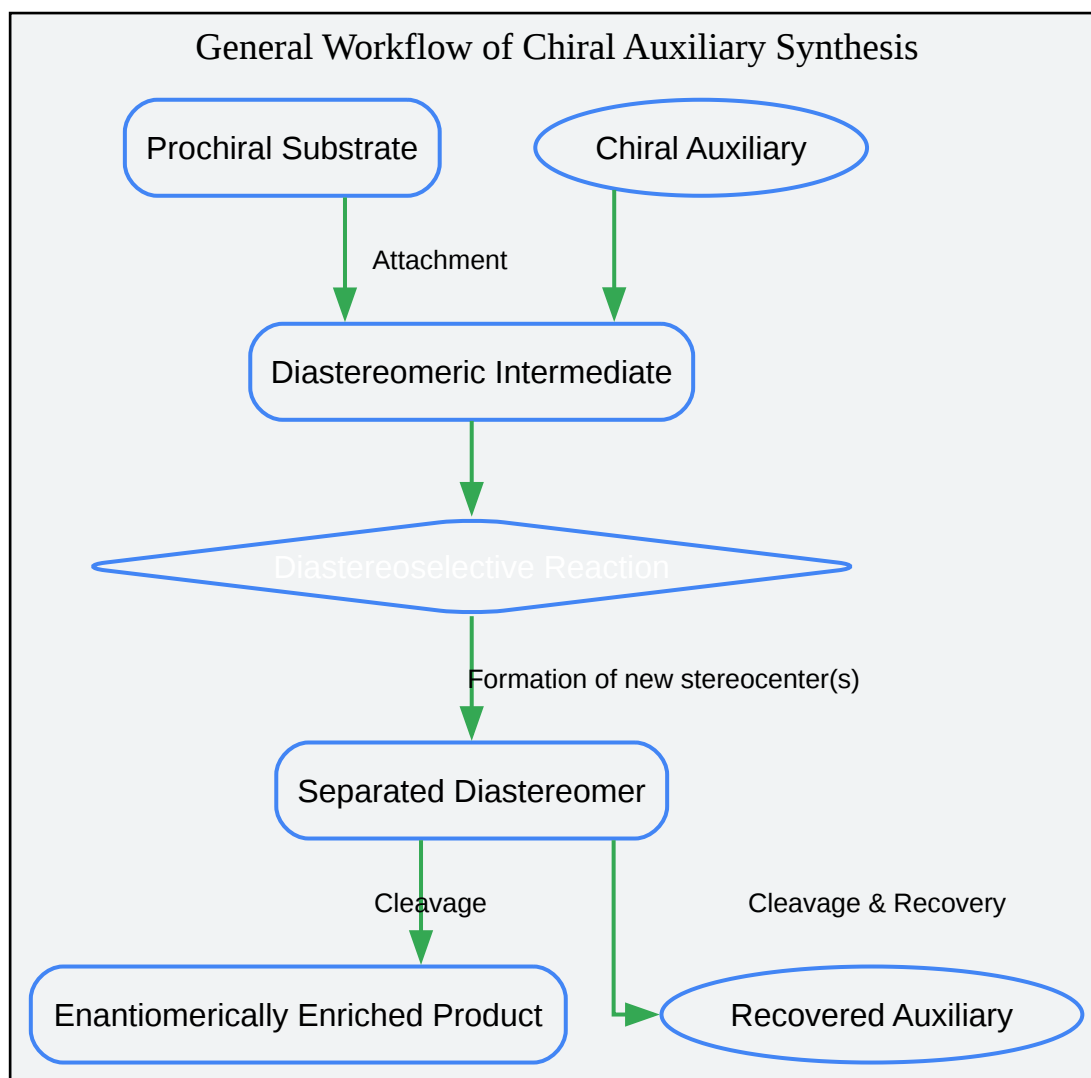 General Workflow of Chiral Auxiliary Synthesis
Prochiral Substrate
Chiral Auxiliary
Attachment
Diastereomeric Intermediate
Diastereoselective Reaction
Formation of new stereocenter(s)
Separated Diastereomer
Cleavage
Cleavage & Recovery
Enantiomerically Enriched Product
Recovered Auxiliary